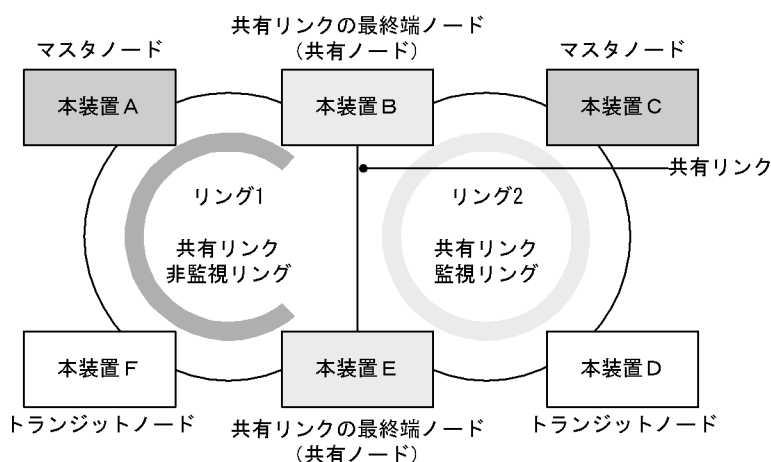 共有リンクの最終端ノード
（共有ノード）
マスタノード
マスタノード
本装置A
本装置B
本装置C
共有リンク
リング1
リング2
共有リンク
非監視リング
共有リンク
監視リング
本装置F
本装置E
本装置D
トランジットノード
共有リンクの最終端ノード
（共有ノード）
トランジットノード